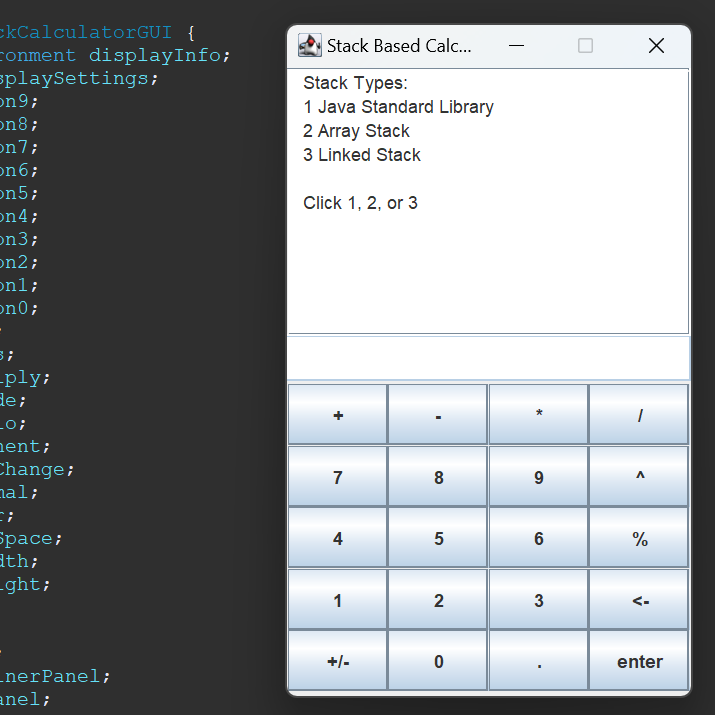 ckCalculatorGUI {
ronment displayInfo;
splaySettings;
on9;
on8;
on7;
on6;
on5;
on4;
on3;
on2;
on1;
on0;
;
s;
iply;
de;
lo;
nent;
Change;
mal;
r;
Space;
dth;
ight;
;
inerPanel;
anel;
Stack Based Calc...
Stack Types:
1 Java Standard Library
2 Array Stack
3 Linked Stack
Click 1, 2, or 3
+ - * /
7 8 9 ^
4 5 6 %
1 2 3 <-
+/- 0 . enter